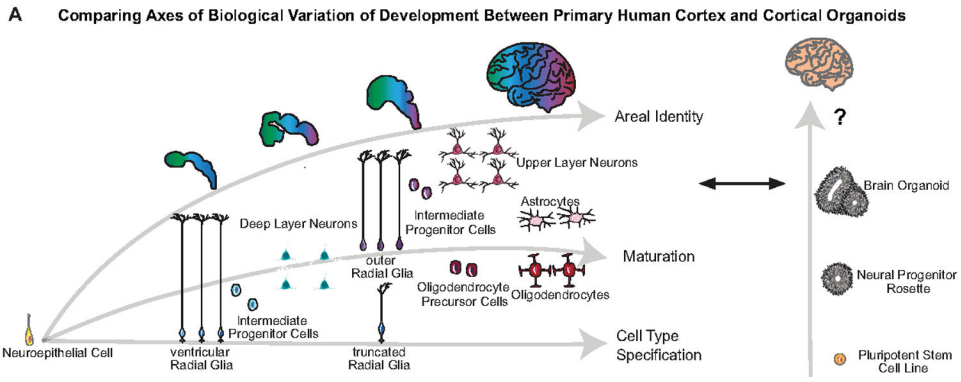 A Comparing Axes of Biological Variation of Development Between Primary Human Cortex and Cortical Organoids
Areal Identity
?
Upper Layer Neurons
Brain Organoid
Astrocytes
Deep Layer Neurons
Intermediate
Progenitor Cells
Maturation
outer
Radial Glia
Neural Progenitor
Rosette
Oligodendrocyte
Precursor Cells
Oligodendrocytes
Intermediate
Progenitor Cells
Neuroepithelial Cell
ventricular
Radial Glia
truncated
Radial Glia
Cell Type
Specification
Pluripotent Stem
Cell Line